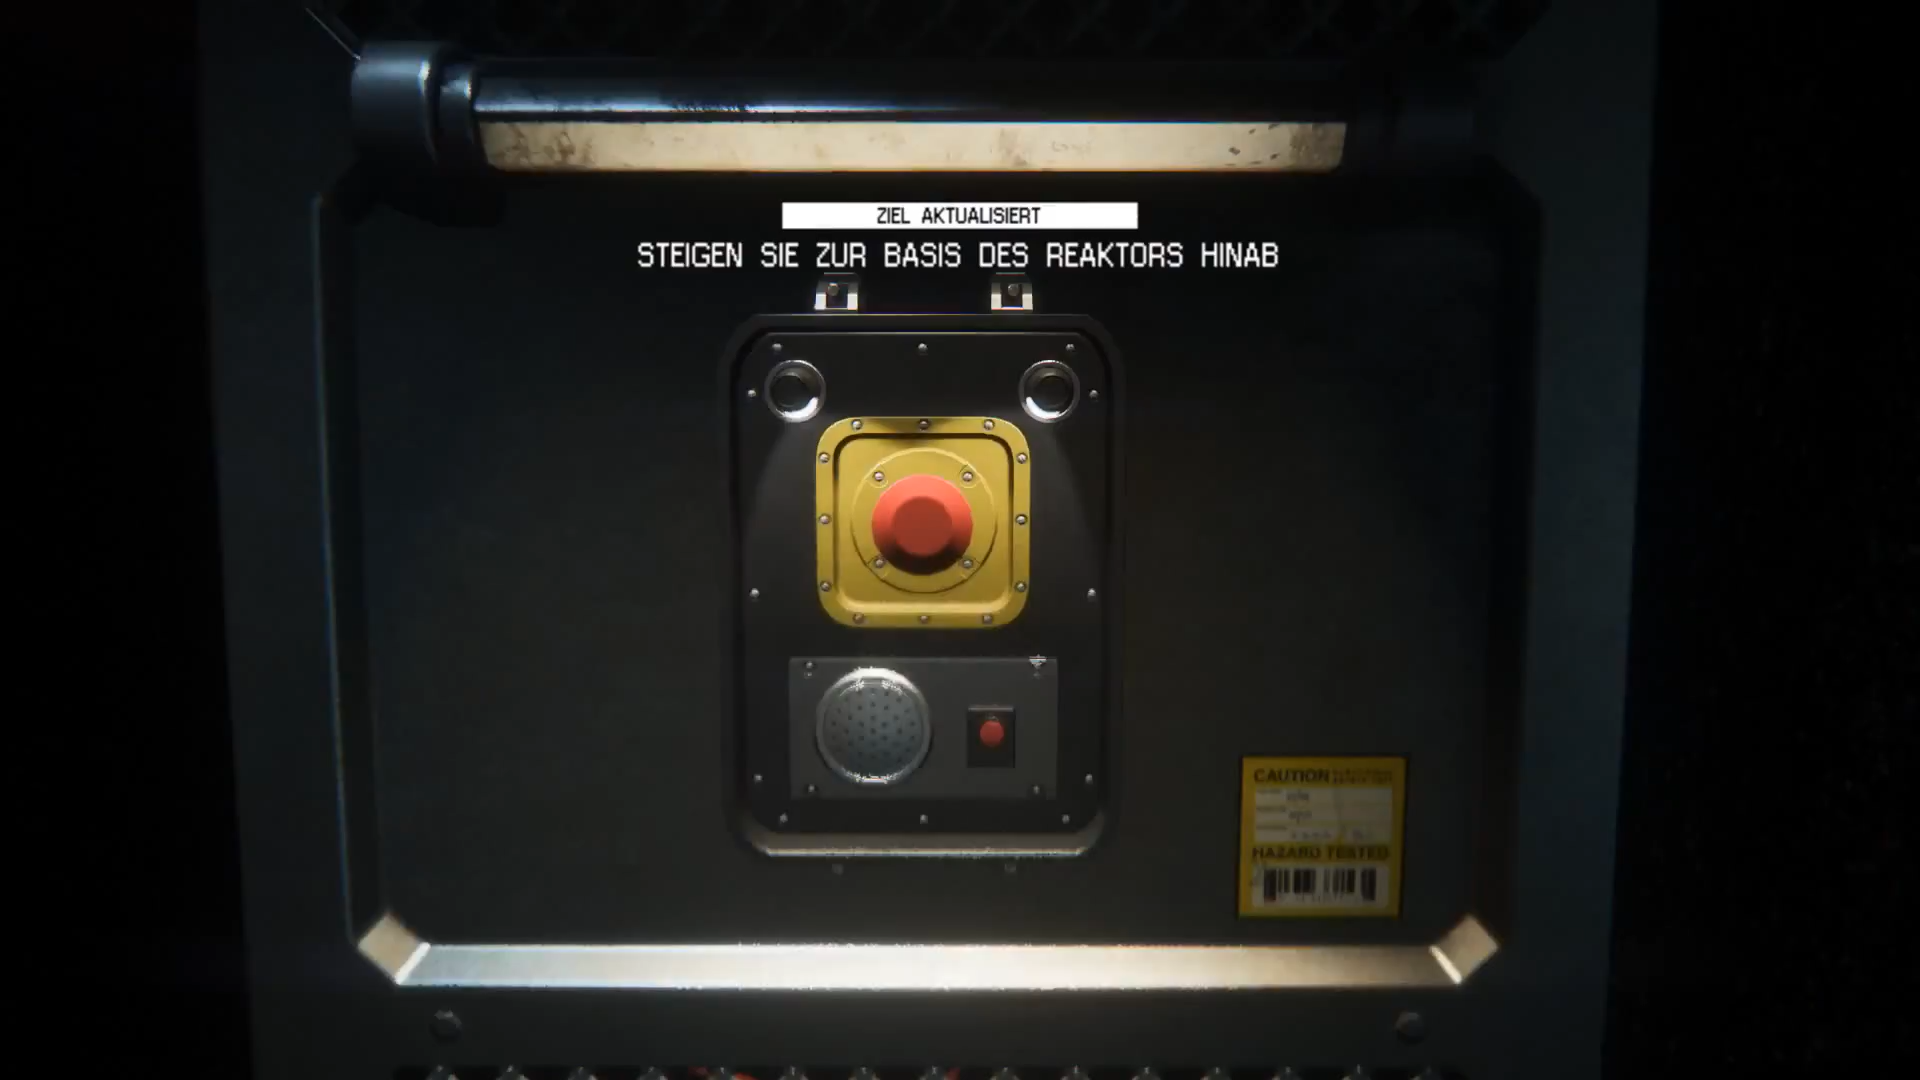 ZIEL AKTUALISIERT
STEIGEN SIE ZUR BASIS DES REAKTORS HINAB
CAUTION
HAZARD TESTED